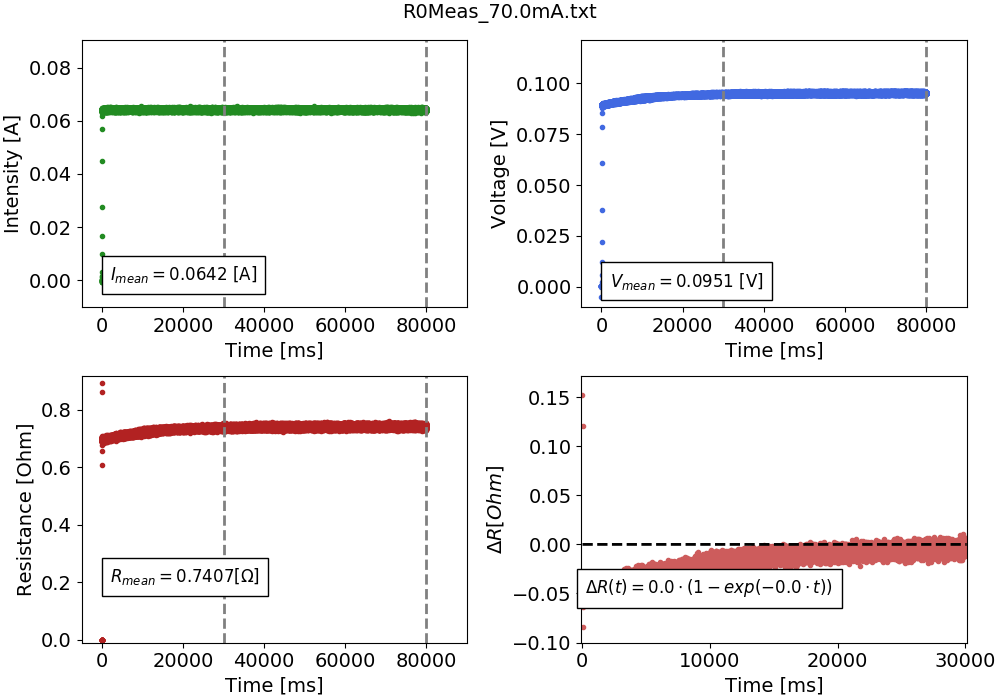 R0Meas_70.0mA.txt
Intensity [A]
0.08
0.06
0.04
0.02
0.00
I_mean = 0.0642 [A]
0 20000 40000 60000 80000
Time [ms]
Voltage [V]
0.100
0.075
0.050
0.025
0.000
V_mean = 0.0951 [V]
0 20000 40000 60000 80000
Time [ms]
Resistance [Ohm]
0.8
0.6
0.4
0.2
0.0
R_mean = 0.7407[Ω]
0 20000 40000 60000 80000
Time [ms]
ΔR[Ohm]
0.15
0.10
0.05
0.00
−0.05
−0.10
ΔR(t) = 0.0 · (1 − exp(−0.0 · t))
0 10000 20000 30000
Time [ms]